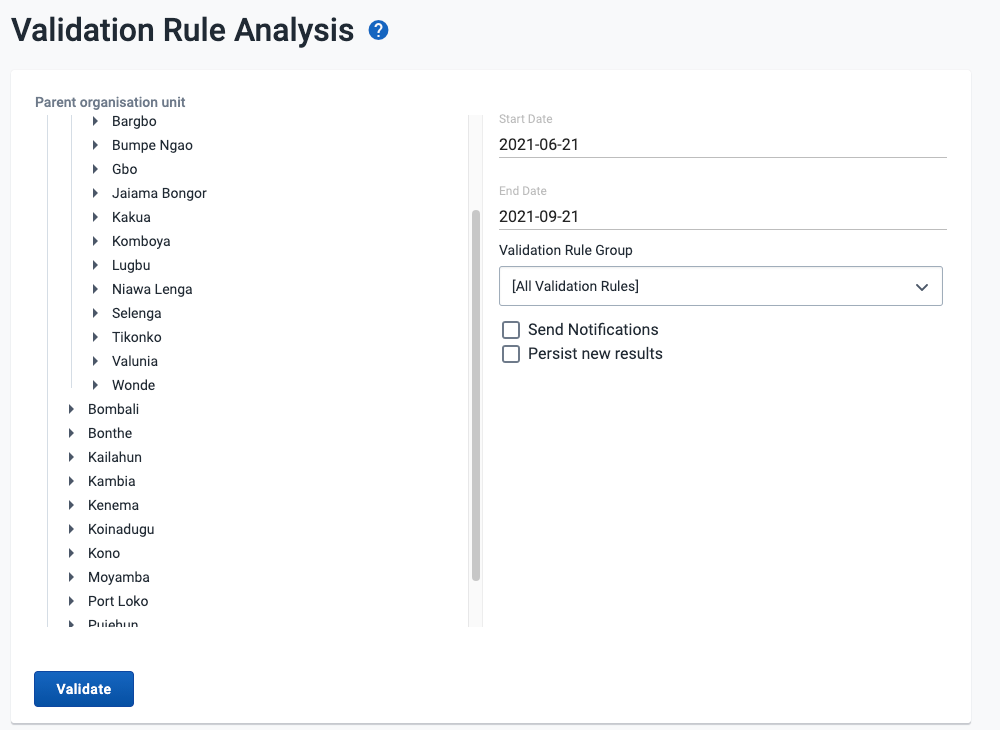 Validation Rule Analysis ?
Parent organisation unit
Bargbo
Bumpe Ngao
Gbo
Jaiama Bongor
Kakua
Komboya
Lugbu
Niawa Lenga
Selenga
Tikonko
Valunia
Wonde
Bombali
Bonthe
Kailahun
Kambia
Kenema
Koinadugu
Kono
Moyamba
Port Loko
Pujehun
Start Date
2021-06-21
End Date
2021-09-21
Validation Rule Group
[All Validation Rules]
Send Notifications
Persist new results
Validate